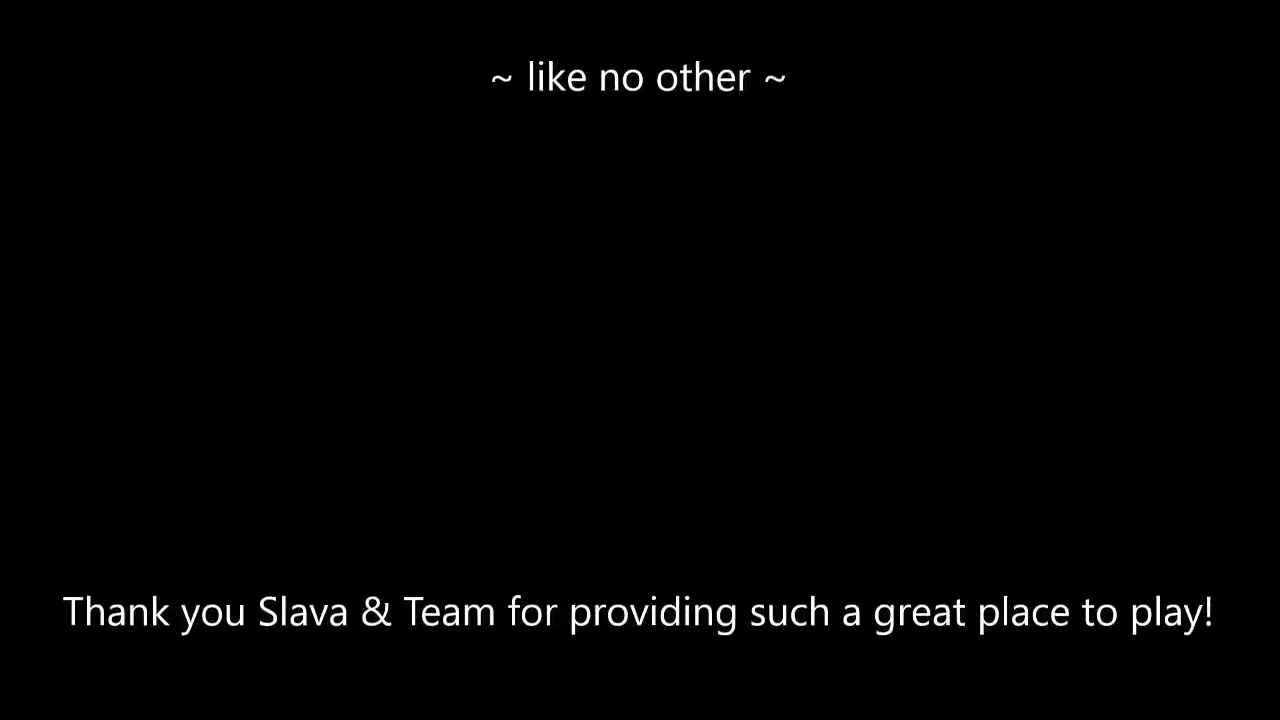 ~ like no other ~
Thank you Slava & Team for providing such a great place to play!